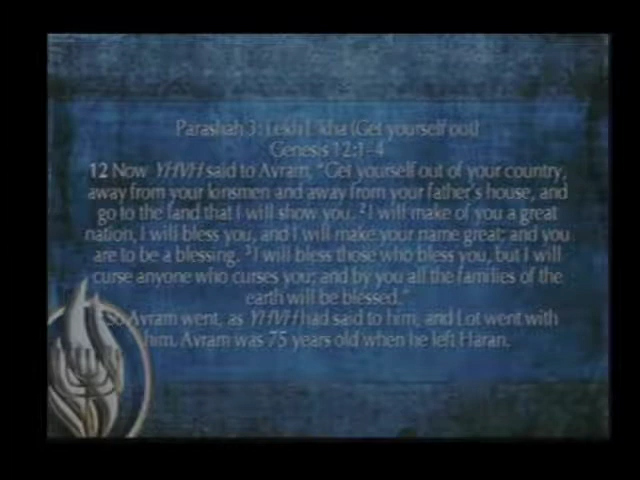 Parashah 3: Lekh L'kha (Get yourself out)
Genesis 12:1-4
12 Now YHVH said to Avram, "Get yourself out of your country,
away from your kinsmen and away from your father's house, and
go to the land that I will show you. 2 I will make of you a great
nation, I will bless you, and I will make your name great; and you
are to be a blessing. 3 I will bless those who bless you, but I will
curse anyone who curses you; and by you all the families of the
earth will be blessed."
Avram went, as YHVH had said to him, and Lot went with
him. Avram was 75 years old when he left Haran.